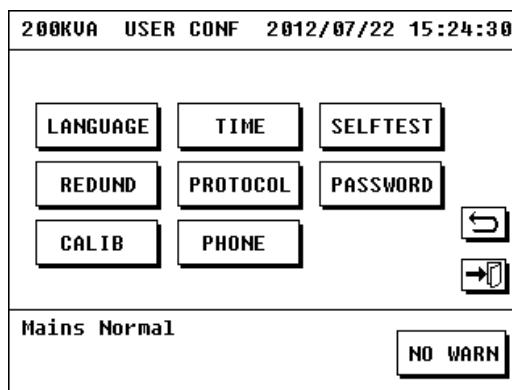 200KVA USER CONF 2012/07/22 15:24:30
LANGUAGE TIME SELFTEST
REDUND PROTOCOL PASSWORD
CALIB PHONE
Mains Normal
NO WARN